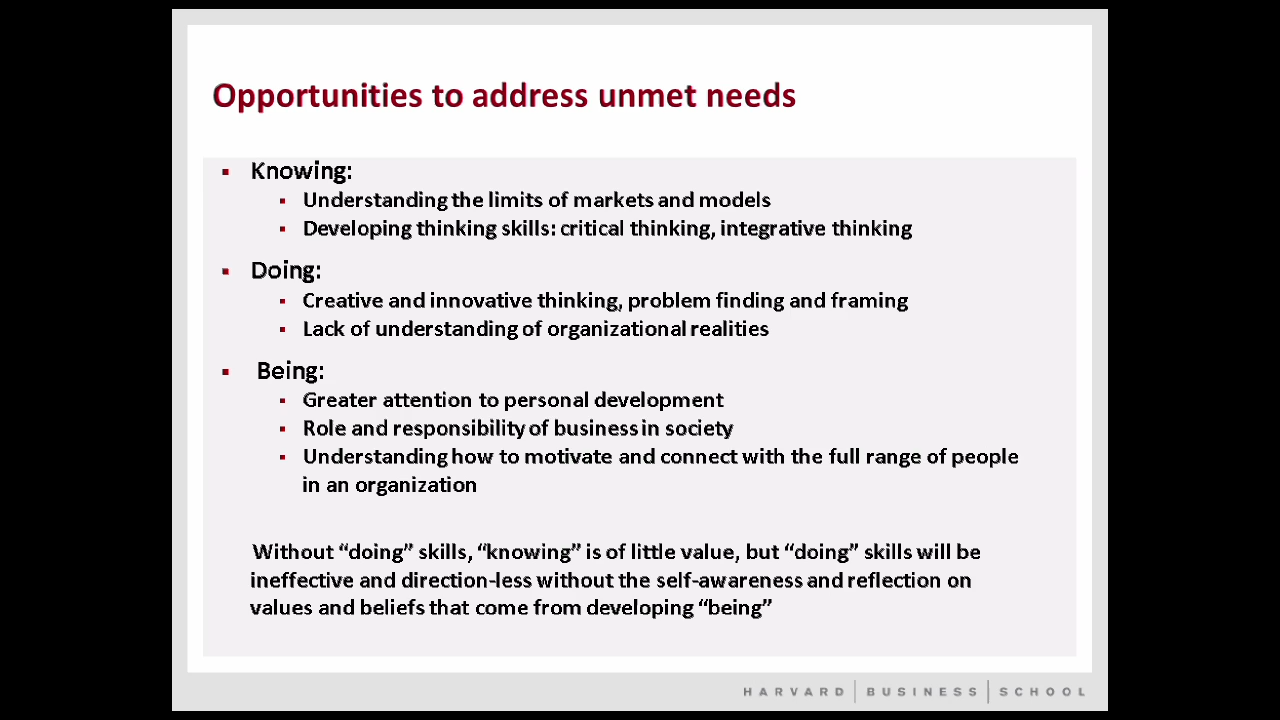 Opportunities to address unmet needs
▪ Knowing:
▪ Understanding the limits of markets and models
▪ Developing thinking skills: critical thinking, integrative thinking
▪ Doing:
▪ Creative and innovative thinking, problem finding and framing
▪ Lack of understanding of organizational realities
▪ Being:
▪ Greater attention to personal development
▪ Role and responsibility of business in society
▪ Understanding how to motivate and connect with the full range of people
in an organization
Without “doing” skills, “knowing” is of little value, but “doing” skills will be
ineffective and direction-less without the self-awareness and reflection on
values and beliefs that come from developing “being”
HARVARD | BUSINESS | SCHOOL